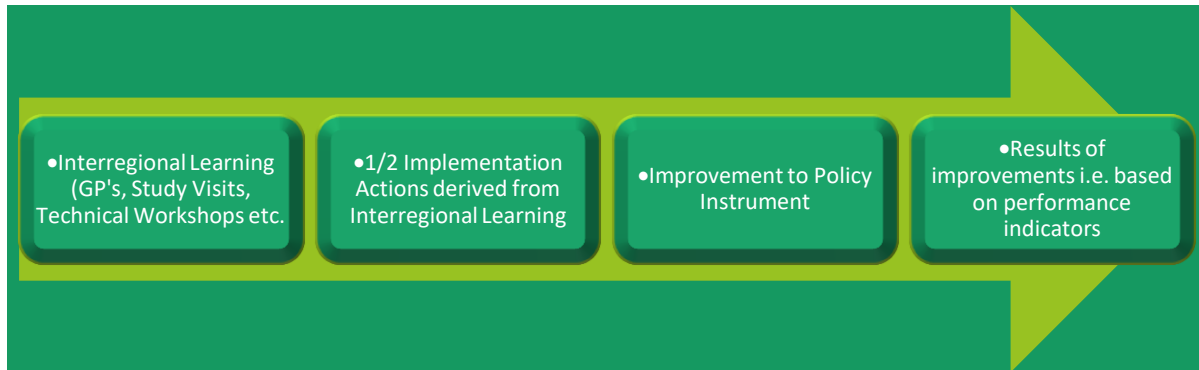 •Interregional Learning
(GP's, Study Visits,
Technical Workshops etc.
•1/2 Implementation
Actions derived from
Interregional Learning
•Improvement to Policy
Instrument
•Results of
improvements i.e. based
on performance
indicators